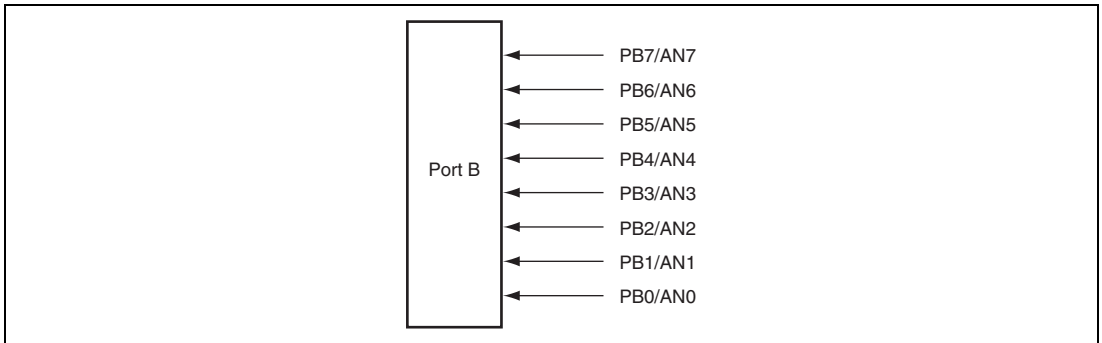 PB7/AN7
PB6/AN6
PB5/AN5
PB4/AN4
Port B
PB3/AN3
PB2/AN2
PB1/AN1
PB0/AN0